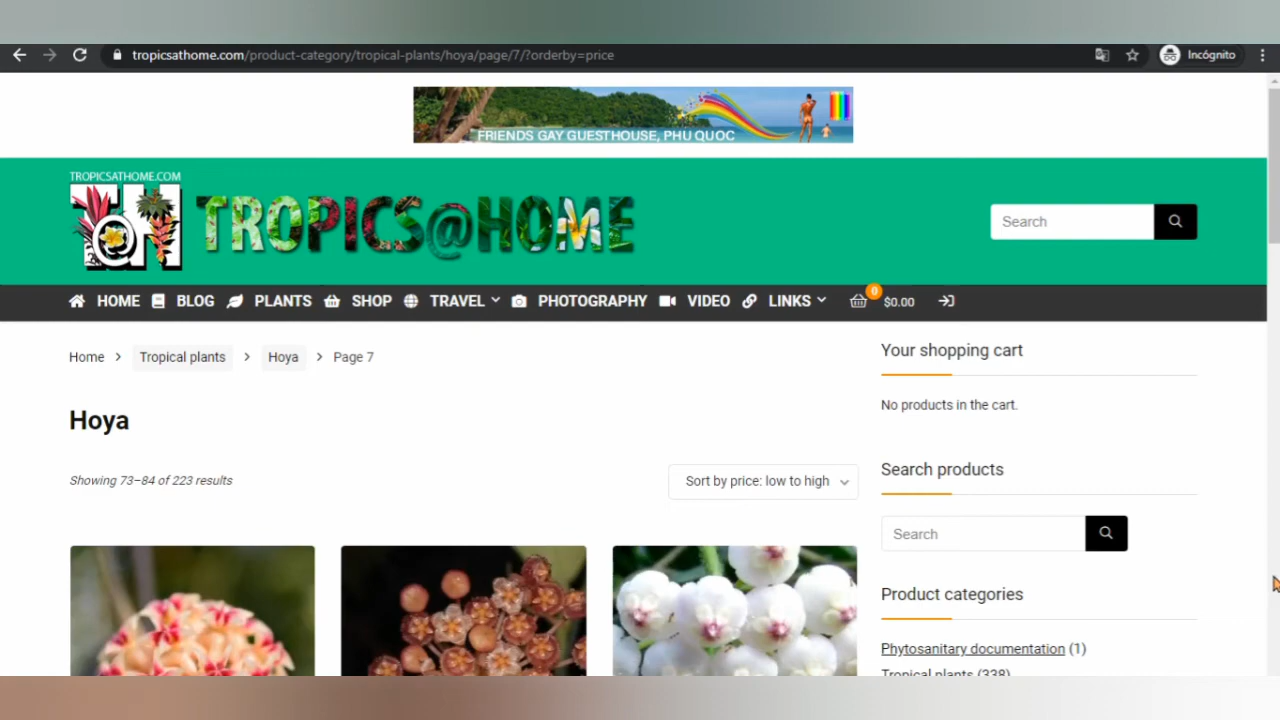 tropicsathome.com/product-category/tropical-plants/hoya/page/7/?orderby=price
Incógnito
FRIENDS GAY GUESTHOUSE, PHU QUOC
TROPICSATHOME.COM
T@H
TROPICS@HOME
Search
HOME BLOG PLANTS SHOP TRAVEL PHOTOGRAPHY VIDEO LINKS 0 $0.00
Home > Tropical plants > Hoya > Page 7
Hoya
Showing 73–84 of 223 results
Sort by price: low to high
Your shopping cart
No products in the cart.
Search products
Search
Product categories
Phytosanitary documentation (1)
Tropical plants (338)